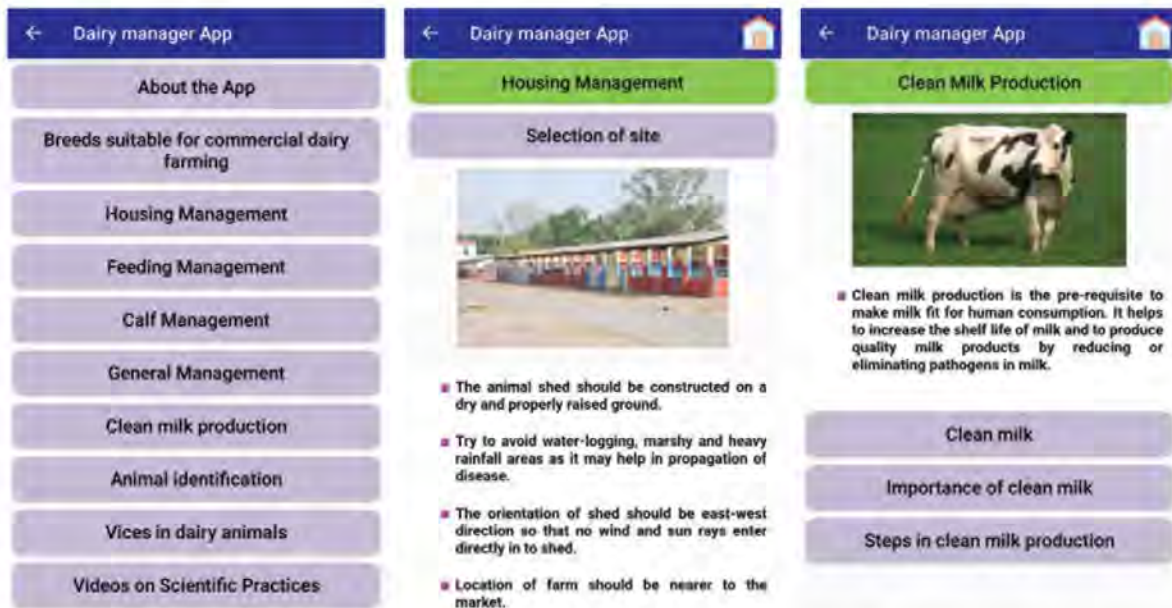 Dairy manager App
About the App
Breeds suitable for commercial dairy
farming
Housing Management
Feeding Management
Calf Management
General Management
Clean milk production
Animal identification
Vices in dairy animals
Videos on Scientific Practices
Dairy manager App
Housing Management
Selection of site
The animal shed should be constructed on a
dry and properly raised ground.
Try to avoid water-logging, marshy and heavy
rainfall areas as it may help in propagation of
disease.
The orientation of shed should be east-west
direction so that no wind and sun rays enter
directly in to shed.
Location of farm should be nearer to the
market.
Dairy manager App
Clean Milk Production
Clean milk production is the pre-requisite to
make milk fit for human consumption. It helps
to increase the shelf life of milk and to produce
quality milk products by reducing or
eliminating pathogens in milk.
Clean milk
Importance of clean milk
Steps in clean milk production